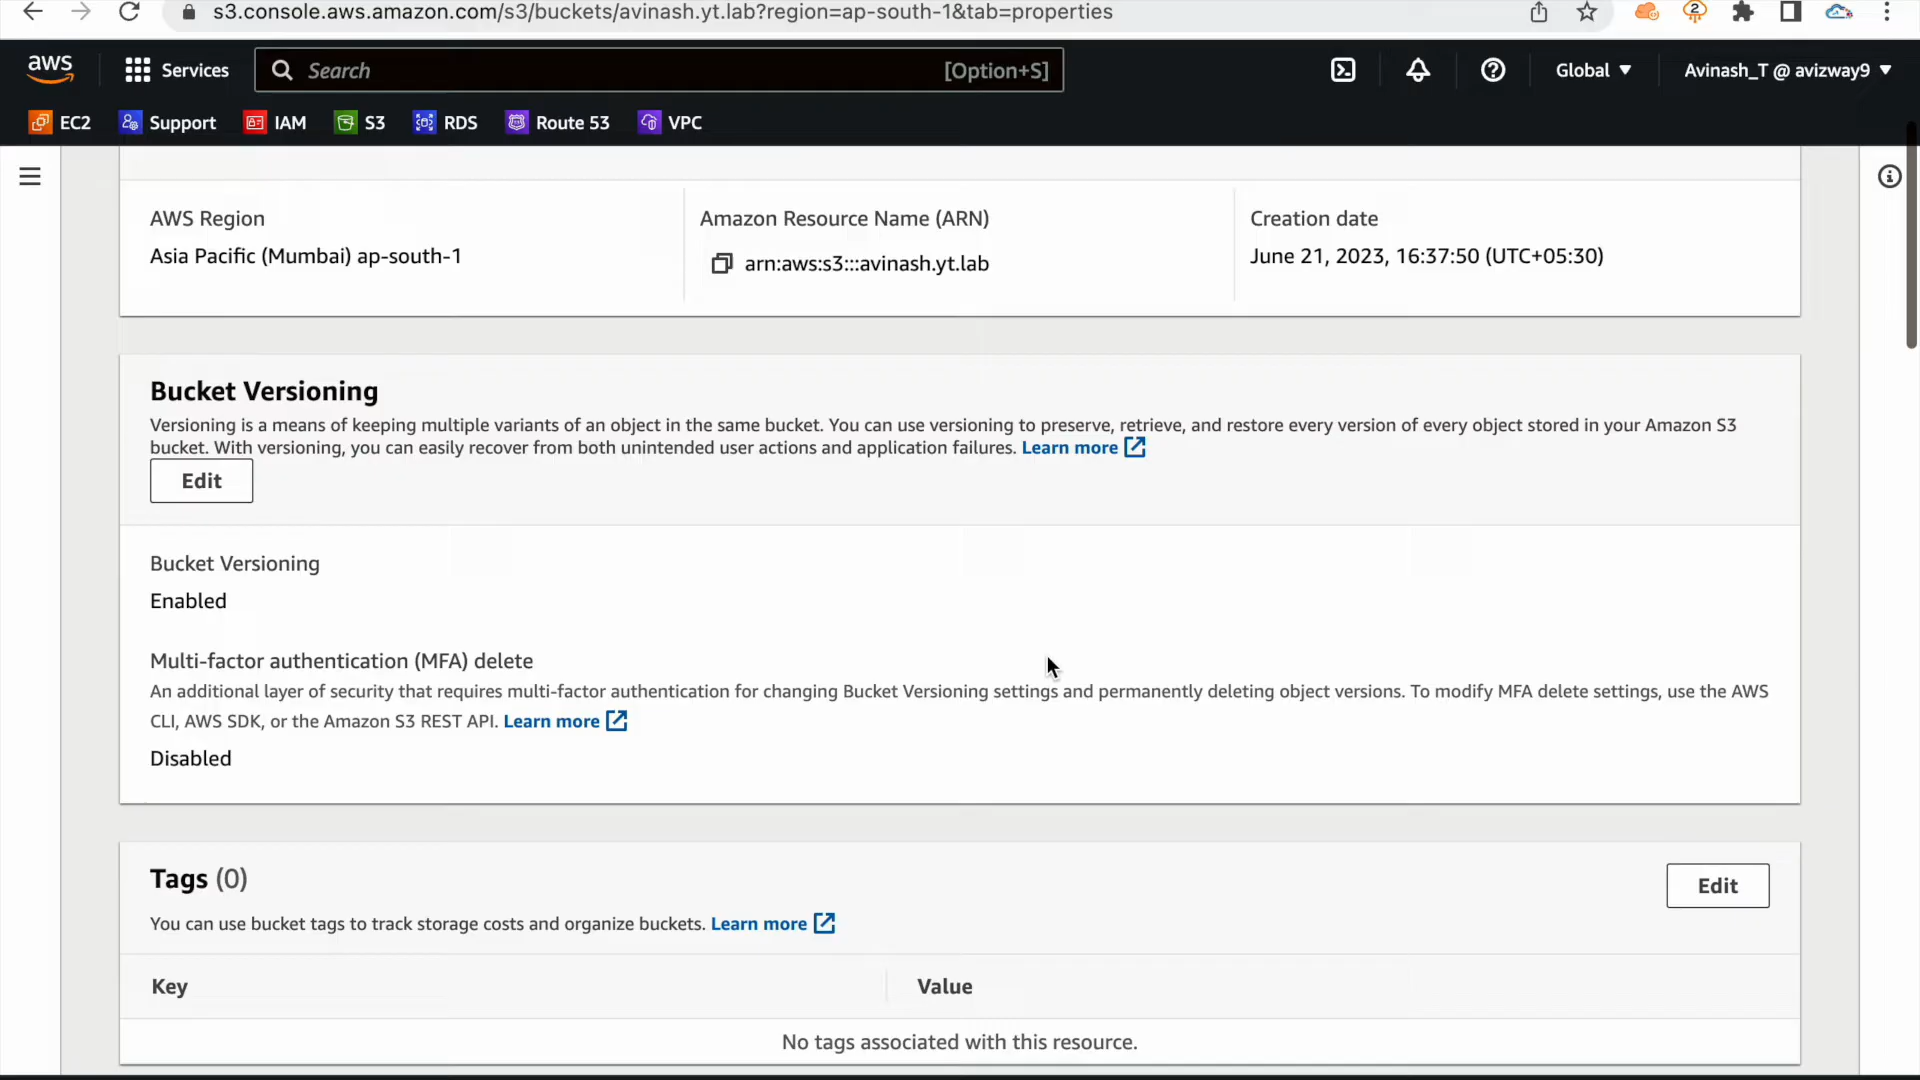 s3.console.aws.amazon.com/s3/buckets/avinash.yt.lab?region=ap-south-1&tab=properties
2
aws
Services
Search
[Option+S]
Global
Avinash_T @ avizway9
EC2
Support
IAM
S3
RDS
Route 53
VPC
AWS Region
Asia Pacific (Mumbai) ap-south-1
Amazon Resource Name (ARN)
arn:aws:s3:::avinash.yt.lab
Creation date
June 21, 2023, 16:37:50 (UTC+05:30)
Bucket Versioning
Versioning is a means of keeping multiple variants of an object in the same bucket. You can use versioning to preserve, retrieve, and restore every version of every object stored in your Amazon S3
bucket. With versioning, you can easily recover from both unintended user actions and application failures. Learn more
Edit
Bucket Versioning
Enabled
Multi-factor authentication (MFA) delete
An additional layer of security that requires multi-factor authentication for changing Bucket Versioning settings and permanently deleting object versions. To modify MFA delete settings, use the AWS
CLI, AWS SDK, or the Amazon S3 REST API. Learn more
Disabled
Tags (0)
Edit
You can use bucket tags to track storage costs and organize buckets. Learn more
Key
Value
No tags associated with this resource.